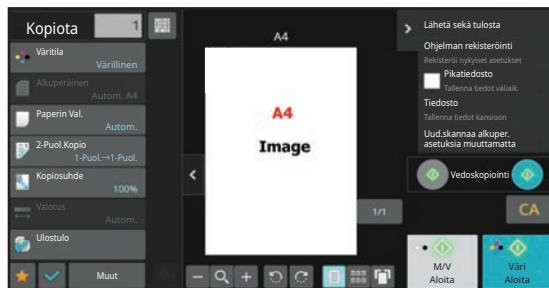 Kopiota 1
Väritila
Värillinen
Alkuperäinen
Autom. A4
Paperin Val.
Autom.
2-Puol.Kopio
1-Puol.→1-Puol.
Kopiosuhde
100%
Valotus
Autom.
Ulostulo
Muut
A4
A4
Image
1/1
Lähetä sekä tulosta
Ohjelman rekisteröinti
Rekisteröi nykyiset asetukset
Pikatiedosto
Tallenna tiedot väliaik.
Tiedosto
Tallenna tiedot kansioon
Uud.skannaa alkuper.
asetuksia muuttamatta
Vedoskopiointi
CA
M/V
Aloita
Väri
Aloita